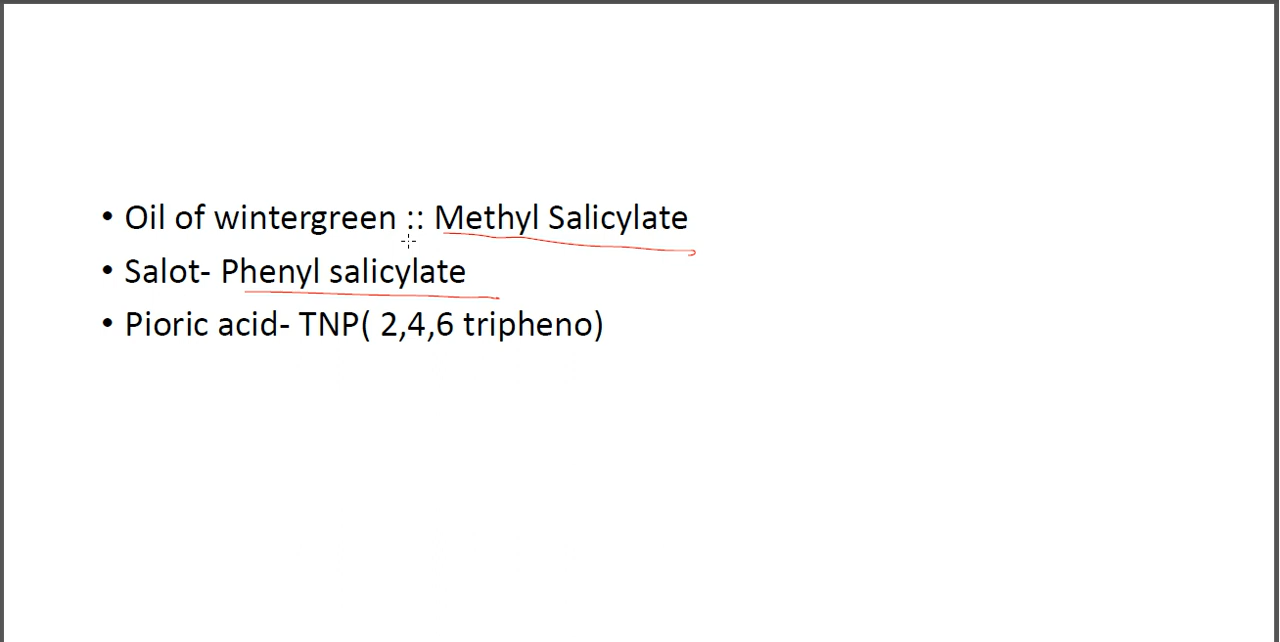 • Oil of wintergreen :: Methyl Salicylate
• Salot- Phenyl salicylate
• Pioric acid- TNP( 2,4,6 tripheno)